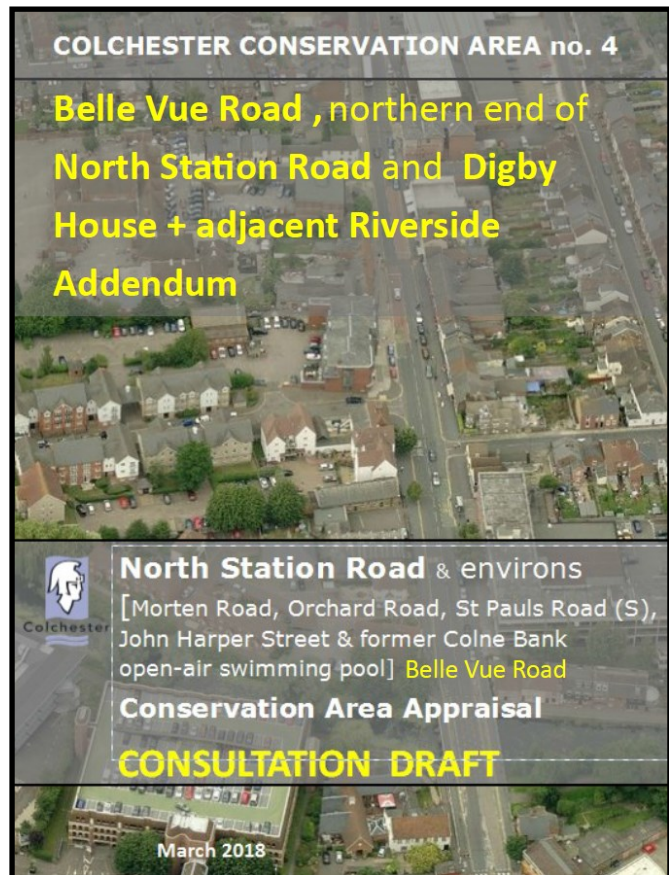 COLCHESTER CONSERVATION AREA no. 4
Belle Vue Road , northern end of
North Station Road and Digby
House + adjacent Riverside
Addendum
Colchester
North Station Road & environs
[Morten Road, Orchard Road, St Pauls Road (S),
John Harper Street & former Colne Bank
open-air swimming pool] Belle Vue Road
Conservation Area Appraisal
CONSULTATION DRAFT
March 2018